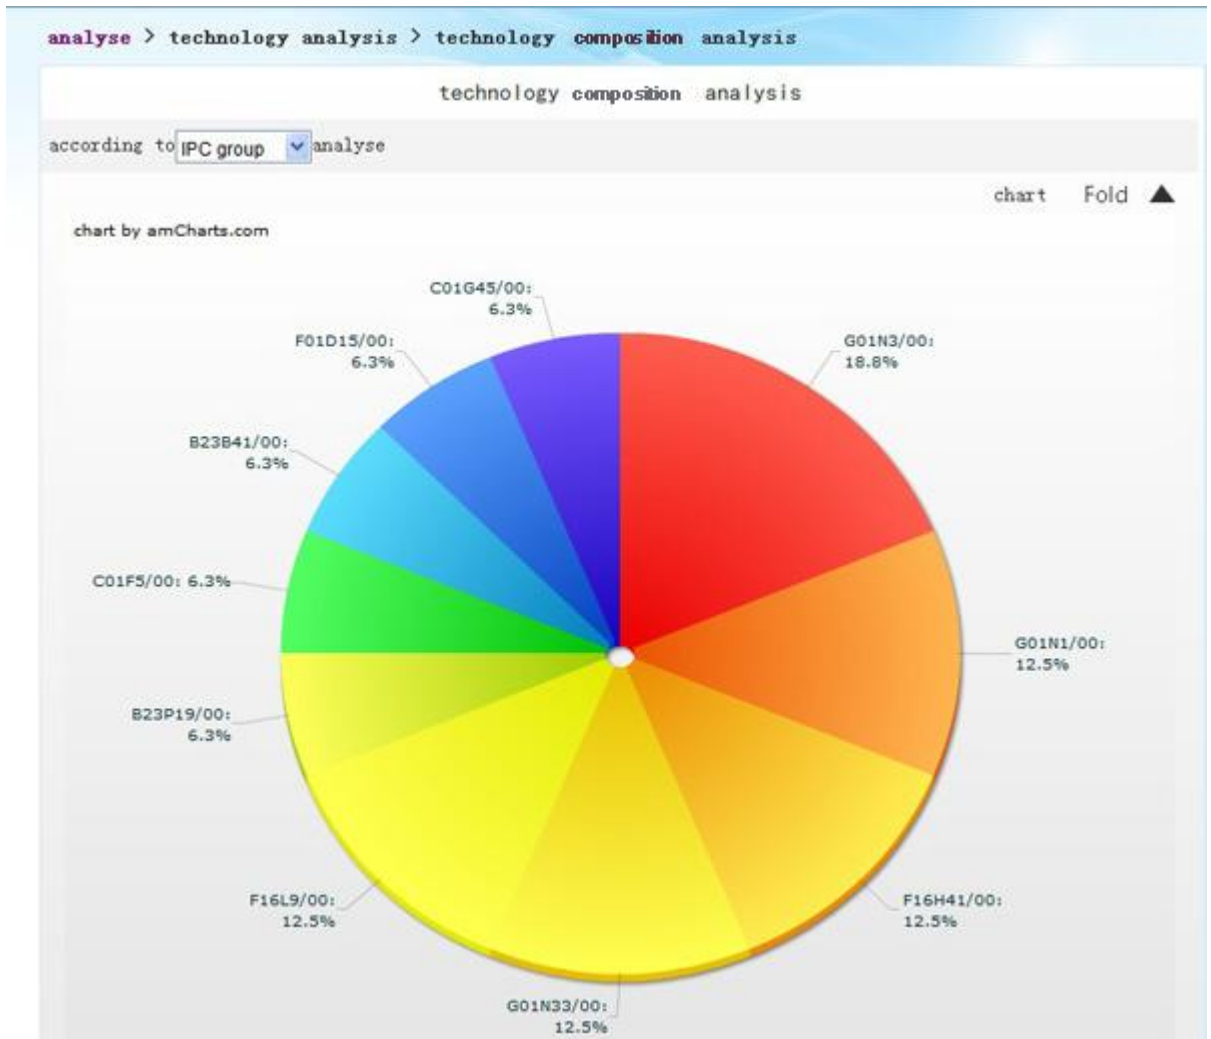 analyse > technology analysis > technology composition analysis
technology composition analysis
according to IPC group analyse
chart Fold ▲
chart by amCharts.com
C01G45/00:
6.3%
F01D15/00:
6.3%
G01N3/00:
18.8%
B23B41/00:
6.3%
C01F5/00: 6.3%
G01N1/00:
12.5%
B23P19/00:
6.3%
F16L9/00:
12.5%
F16H41/00:
12.5%
G01N33/00:
12.5%